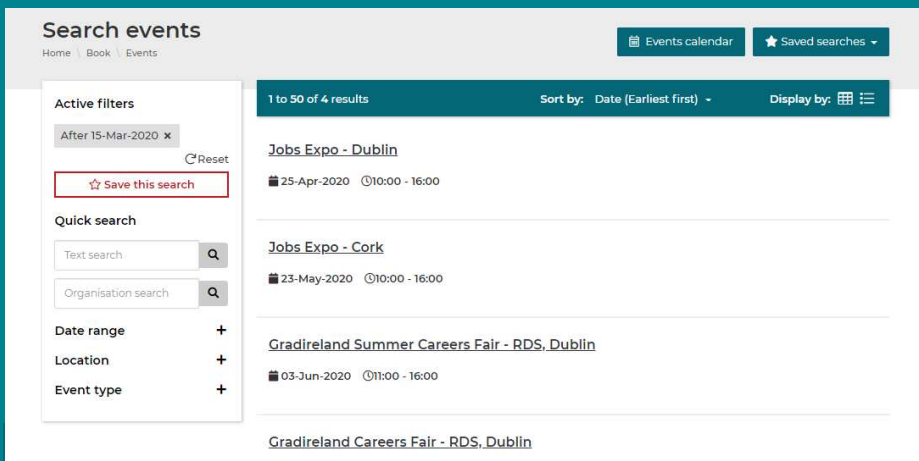 Search events
Home \ Book \ Events
Events calendar
Saved searches
Active filters
After 15-Mar-2020 ×
Reset
Save this search
Quick search
Text search
Organisation search
Date range +
Location +
Event type +
1 to 50 of 4 results
Sort by: Date (Earliest first)
Display by:
Jobs Expo - Dublin
25-Apr-2020 10:00 - 16:00
Jobs Expo - Cork
23-May-2020 10:00 - 16:00
Gradireland Summer Careers Fair - RDS, Dublin
03-Jun-2020 11:00 - 16:00
Gradireland Careers Fair - RDS, Dublin